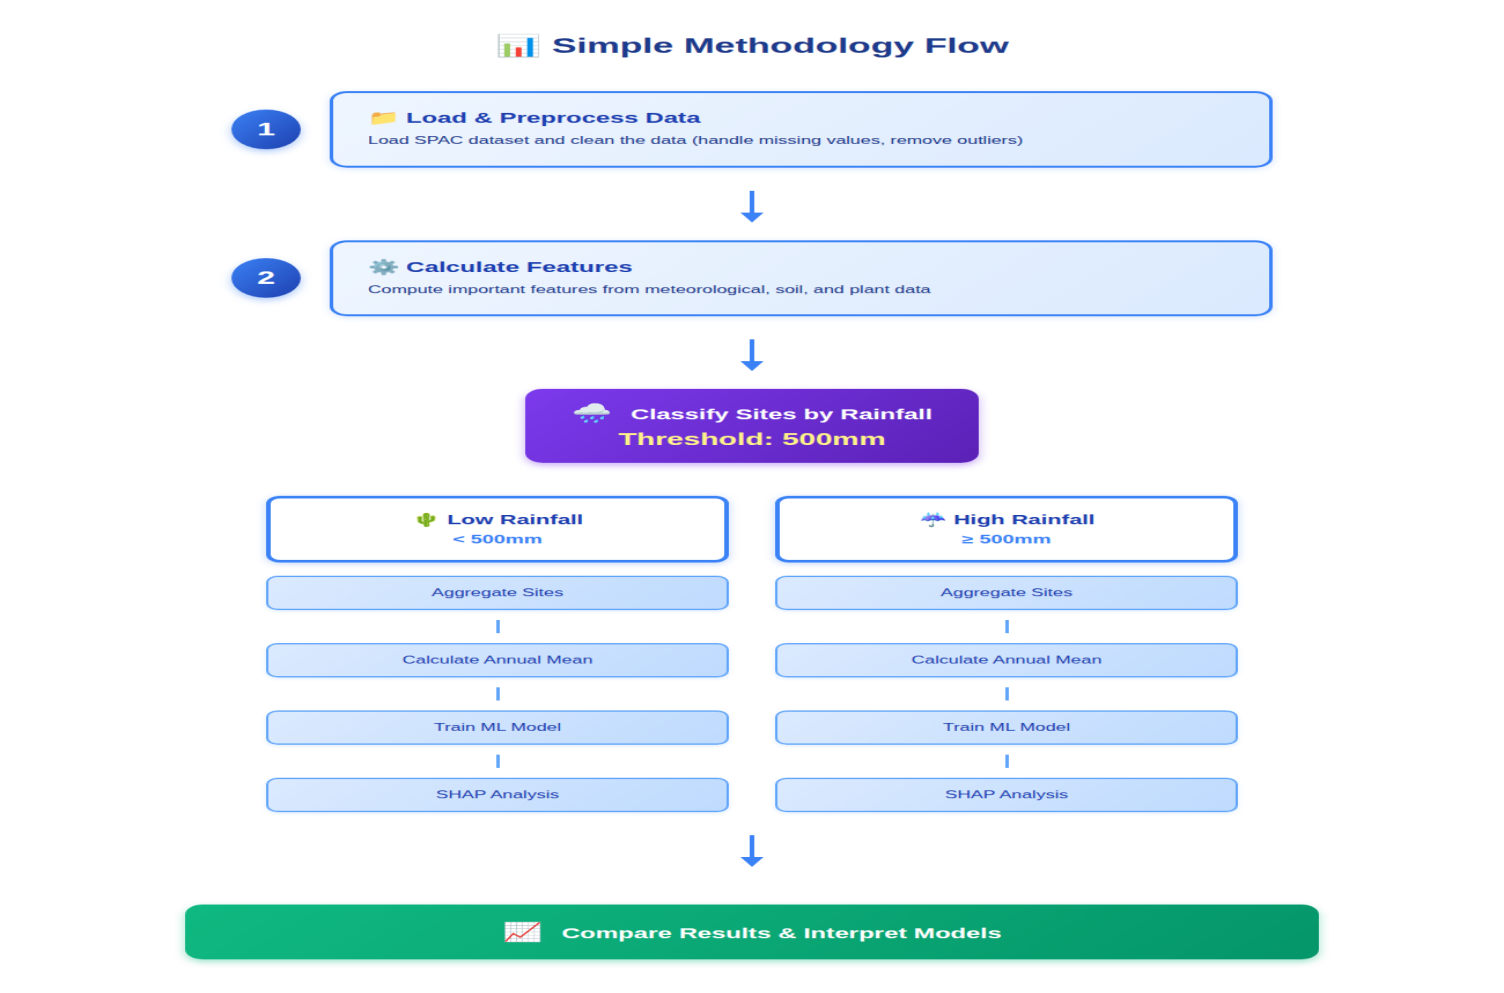 Simple Methodology Flow
1
Load & Preprocess Data
Load SPAC dataset and clean the data (handle missing values, remove outliers)
2
Calculate Features
Compute important features from meteorological, soil, and plant data
Classify Sites by Rainfall
Threshold: 500mm
Low Rainfall
< 500mm
Aggregate Sites
Calculate Annual Mean
Train ML Model
SHAP Analysis
High Rainfall
≥ 500mm
Aggregate Sites
Calculate Annual Mean
Train ML Model
SHAP Analysis
Compare Results & Interpret Models